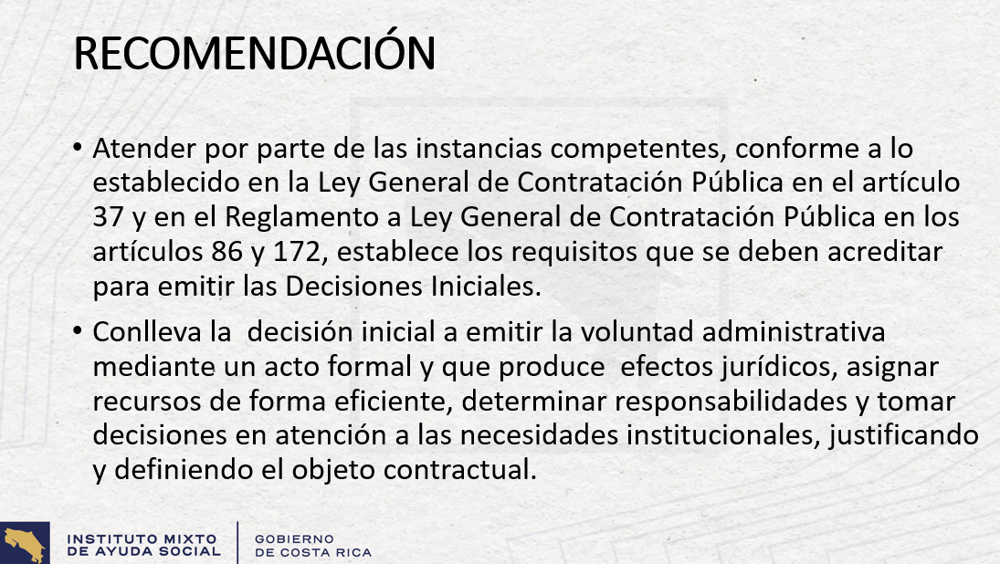 RECOMENDACIÓN
• Atender por parte de las instancias competentes, conforme a lo
establecido en la Ley General de Contratación Pública en el artículo
37 y en el Reglamento a Ley General de Contratación Pública en los
artículos 86 y 172, establece los requisitos que se deben acreditar
para emitir las Decisiones Iniciales.
• Conlleva la  decisión inicial a emitir la voluntad administrativa
mediante un acto formal y que produce  efectos jurídicos, asignar
recursos de forma eficiente, determinar responsabilidades y tomar
decisiones en atención a las necesidades institucionales, justificando
y definiendo el objeto contractual.
INSTITUTO MIXTO
DE AYUDA SOCIAL
GOBIERNO
DE COSTA RICA